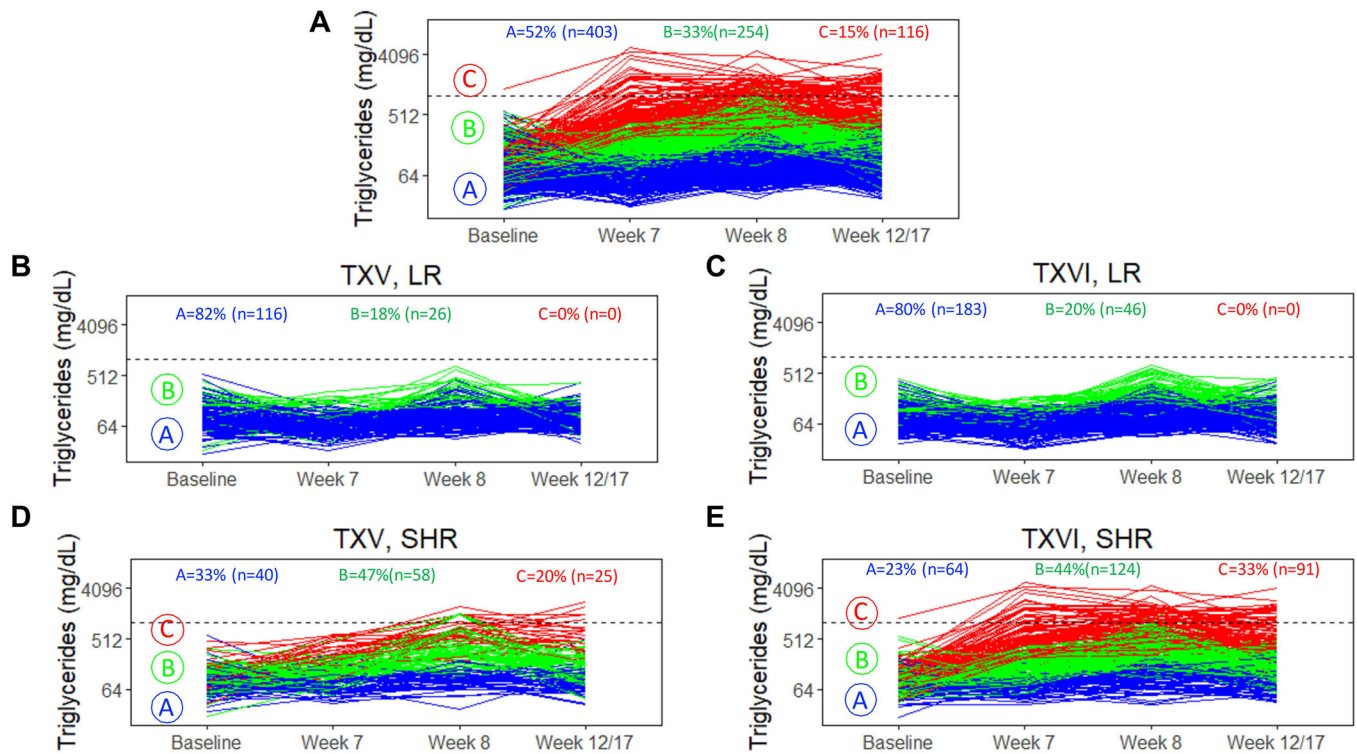 A
A=52% (n=403) B=33%(n=254) C=15% (n=116)
Triglycerides (mg/dL)
4096
512
64
C
B
A
Baseline Week 7 Week 8 Week 12/17
B
TXV, LR
A=82% (n=116) B=18% (n=26) C=0% (n=0)
Triglycerides (mg/dL)
4096
512
64
B
A
Baseline Week 7 Week 8 Week 12/17
C
TXVI, LR
A=80% (n=183) B=20% (n=46) C=0% (n=0)
Triglycerides (mg/dL)
4096
512
64
B
A
Baseline Week 7 Week 8 Week 12/17
D
TXV, SHR
A=33% (n=40) B=47%(n=58) C=20% (n=25)
Triglycerides (mg/dL)
4096
512
64
C
B
A
Baseline Week 7 Week 8 Week 12/17
E
TXVI, SHR
A=23% (n=64) B=44%(n=124) C=33% (n=91)
Triglycerides (mg/dL)
4096
512
64
C
B
A
Baseline Week 7 Week 8 Week 12/17